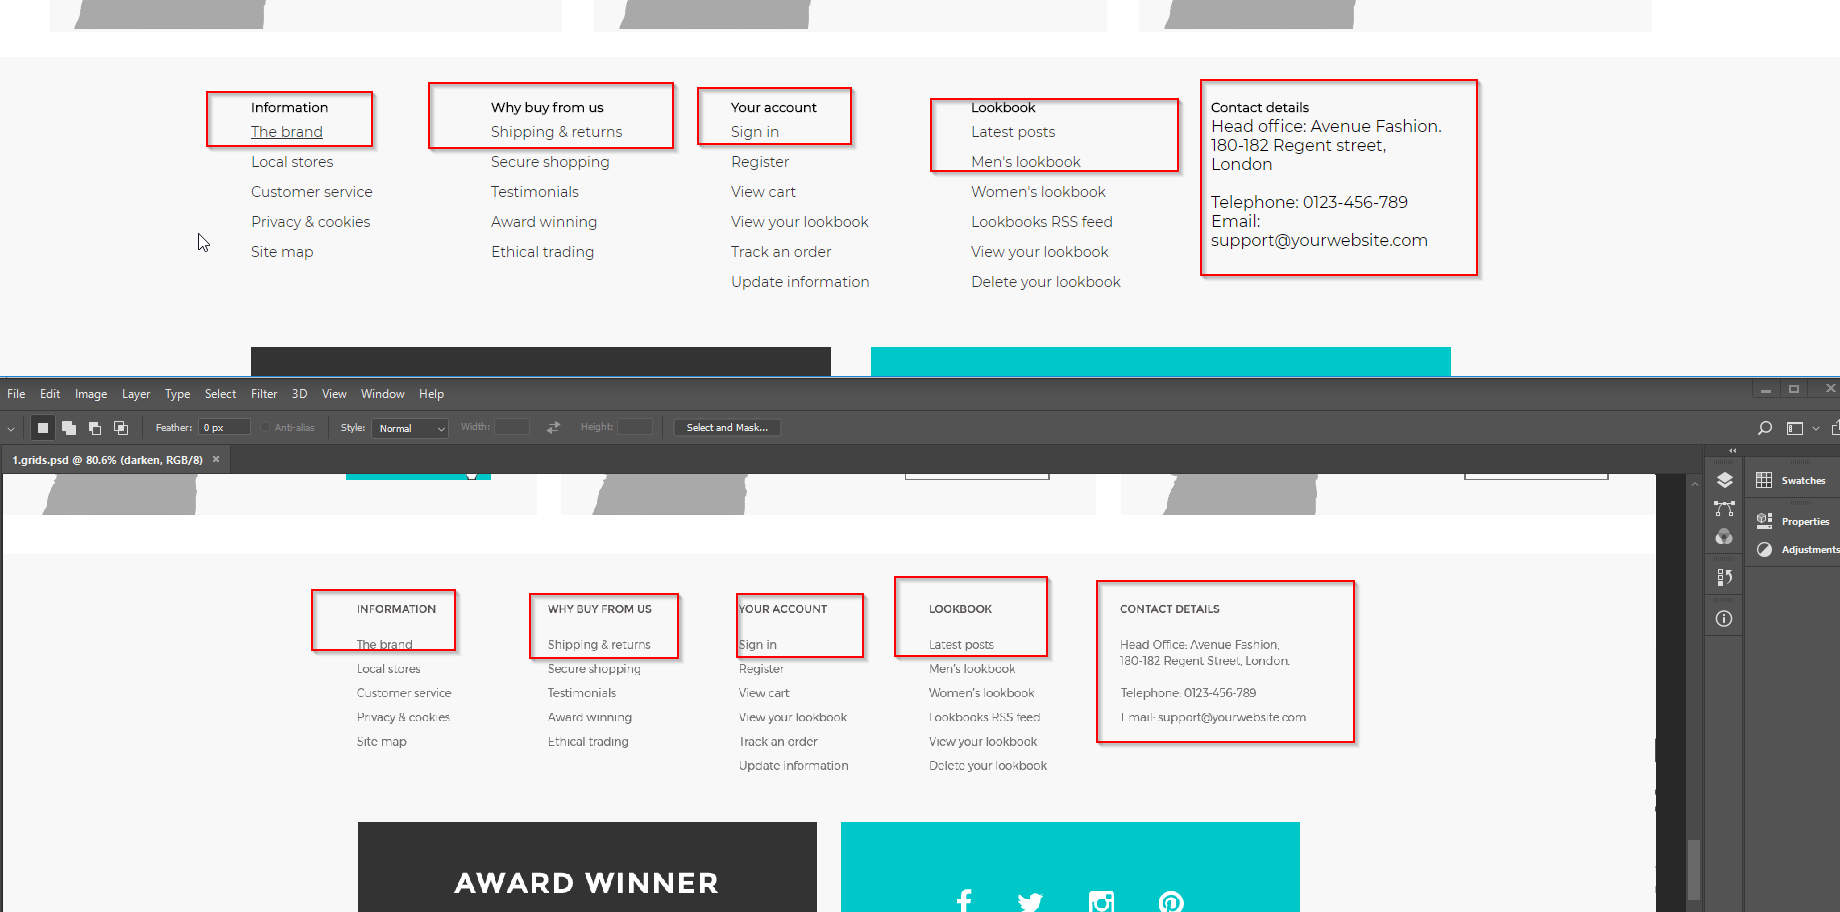 Information
The brand
Local stores
Customer service
Privacy & cookies
Site map
Why buy from us
Shipping & returns
Secure shopping
Testimonials
Award winning
Ethical trading
Your account
Sign in
Register
View cart
View your lookbook
Track an order
Update information
Lookbook
Latest posts
Men's lookbook
Women's lookbook
Lookbooks RSS feed
View your lookbook
Delete your lookbook
Contact details
Head office: Avenue Fashion.
180-182 Regent street,
London
Telephone: 0123-456-789
Email:
support@yourwebsite.com
File Edit Image Layer Type Select Filter 3D View Window Help
Feather: 0 px Anti-alias Style: Normal Width: Height: Select and Mask...
1.grids.psd @ 80.6% (darken, RGB/8) ×
Swatches
Properties
Adjustments
INFORMATION
The brand
Local stores
Customer service
Privacy & cookies
Site map
WHY BUY FROM US
Shipping & returns
Secure shopping
Testimonials
Award winning
Ethical trading
YOUR ACCOUNT
Sign in
Register
View cart
View your lookbook
Track an order
Update information
LOOKBOOK
Latest posts
Men's lookbook
Women's lookbook
Lookbooks RSS feed
View your lookbook
Delete your lookbook
CONTACT DETAILS
Head Office: Avenue Fashion,
180-182 Regent Street, London.
Telephone: 0123-456-789
Email: support@yourwebsite.com
AWARD WINNER